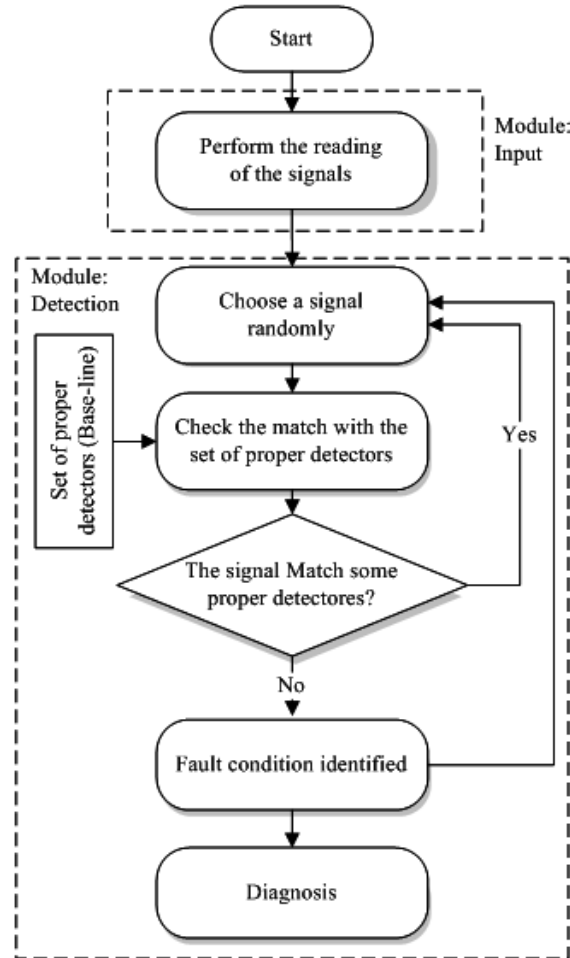 Start
Module:
Input
Perform the reading
of the signals
Module:
Detection
Choose a signal
randomly
Set of proper
detectors (Base-line)
Check the match with the
set of proper detectors
Yes
The signal Match some
proper detectores?
No
Fault condition identified
Diagnosis